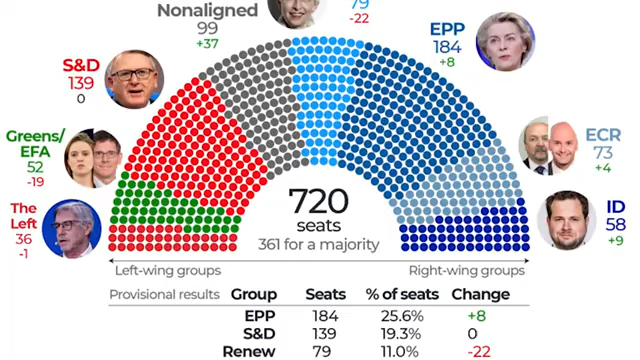 Nonaligned
99
+37
79
-22
EPP
184
+8
S&D
139
0
Greens/
EFA
52
-19
ECR
73
+4
The
Left
36
-1
ID
58
+9
720
seats
361 for a majority
Left-wing groups
Right-wing groups
Provisional results Group Seats % of seats Change
EPP 184 25.6% +8
S&D 139 19.3% 0
Renew 79 11.0% -22